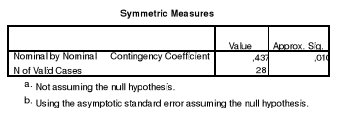 Symmetric Measures
Value Approx. Sig.
Nominal by Nominal Contingency Coefficient ,437 ,010
N of Valid Cases 28
a. Not assuming the null hypothesis.
b. Using the asymptotic standard error assuming the null hypothesis.